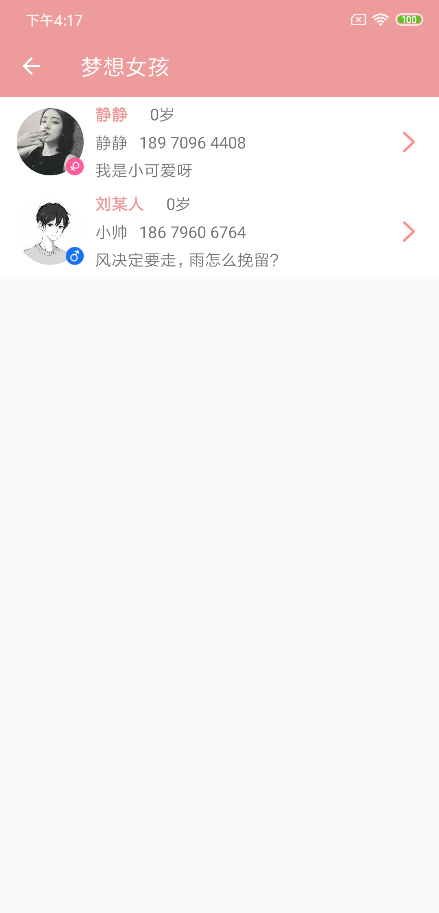 下午4:17
100
梦想女孩
静静 0岁
静静 189 7096 4408
我是小可爱呀
刘某人 0岁
小帅 186 7960 6764
风决定要走，雨怎么挽留？